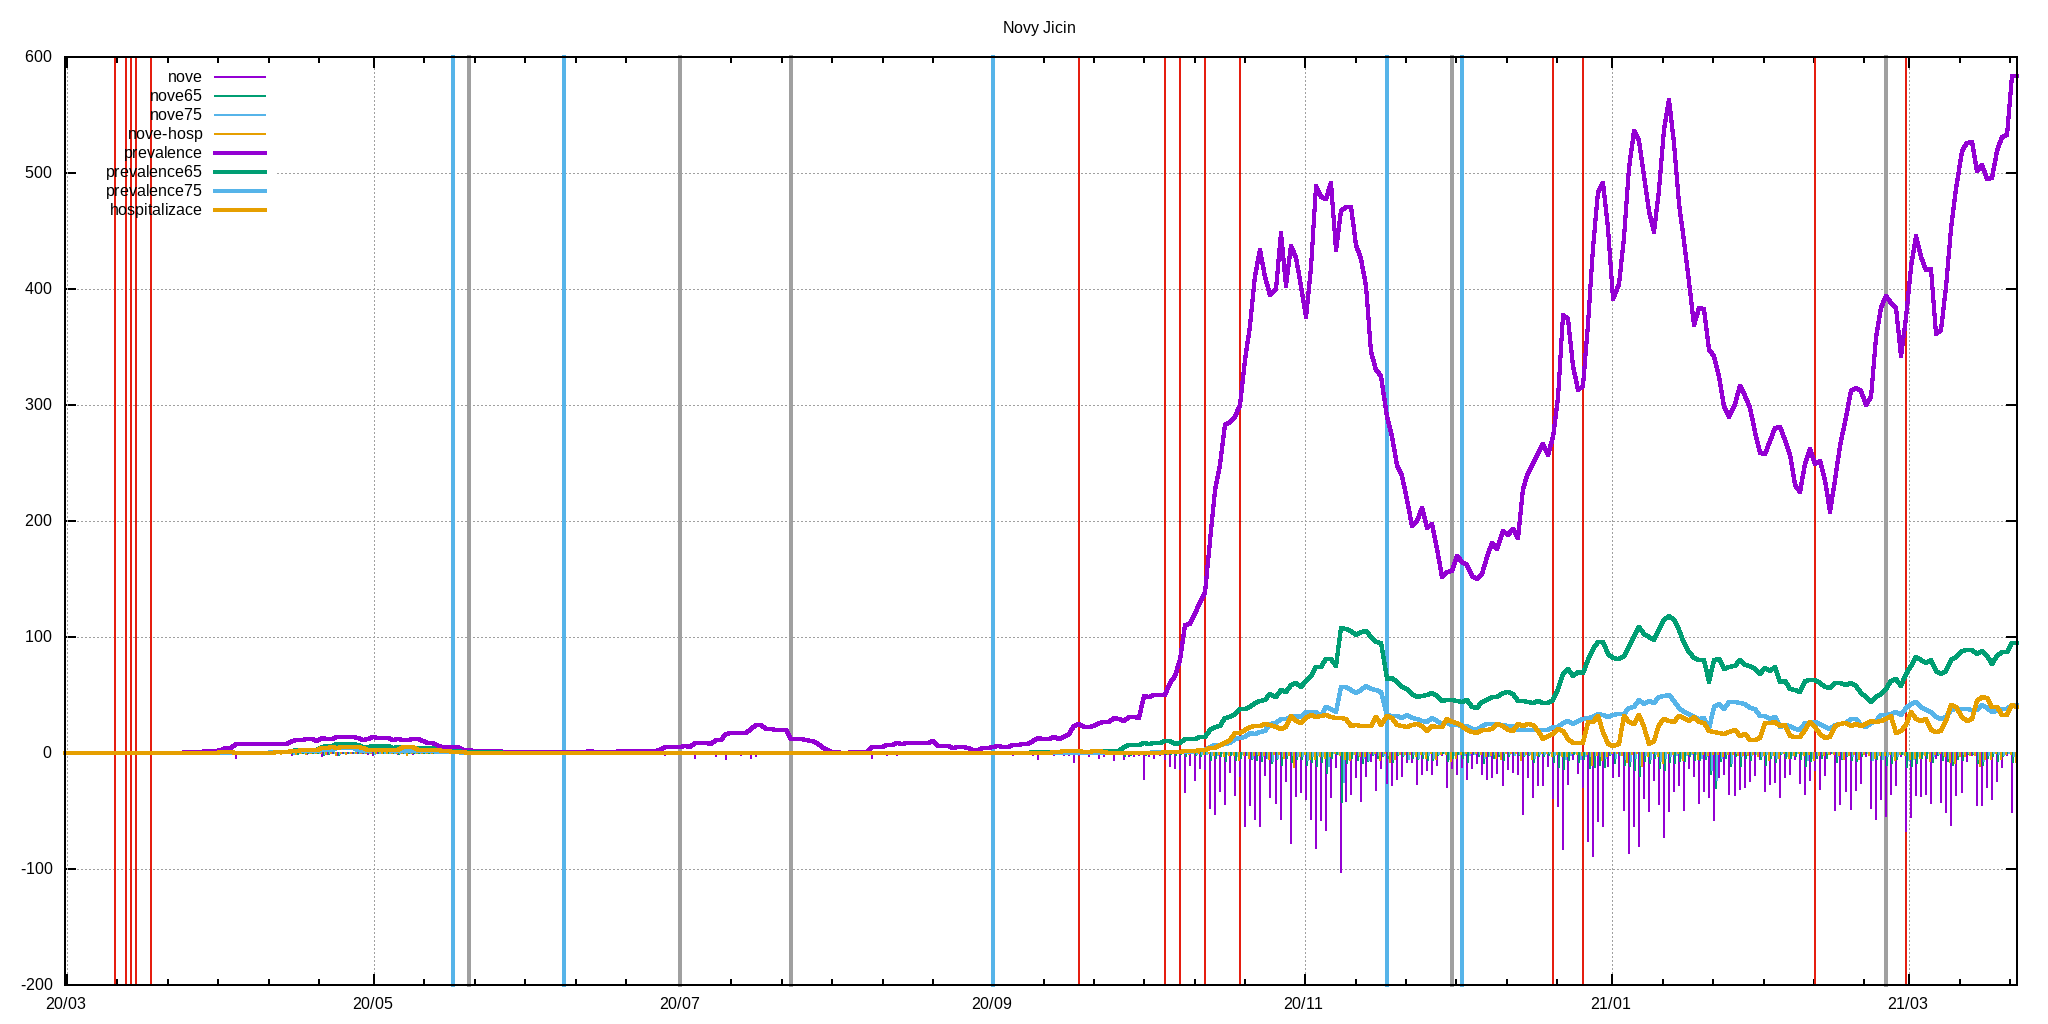 Novy Jicin
600
500
400
300
200
100
0
-100
-200
nove
nove65
nove75
nove-hosp
prevalence
prevalence65
prevalence75
hospitalizace
20/03
20/05
20/07
20/09
20/11
21/01
21/03